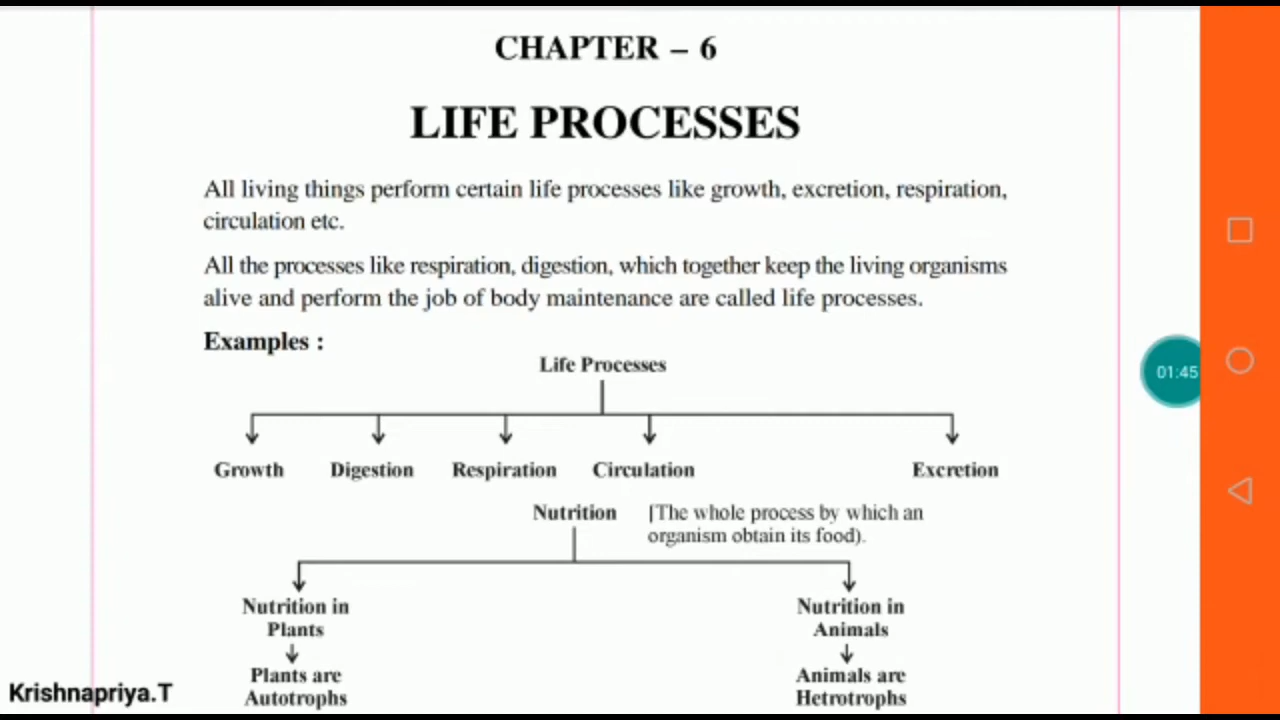 CHAPTER – 6
LIFE PROCESSES
All living things perform certain life processes like growth, excretion, respiration,
circulation etc.
All the processes like respiration, digestion, which together keep the living organisms
alive and perform the job of body maintenance are called life processes.
Examples :
Life Processes
Growth Digestion Respiration Circulation Excretion
Nutrition [The whole process by which an
organism obtain its food).
Nutrition in
Plants
Plants are
Autotrophs
Nutrition in
Animals
Animals are
Hetrotrophs
01:45
Krishnapriya.T